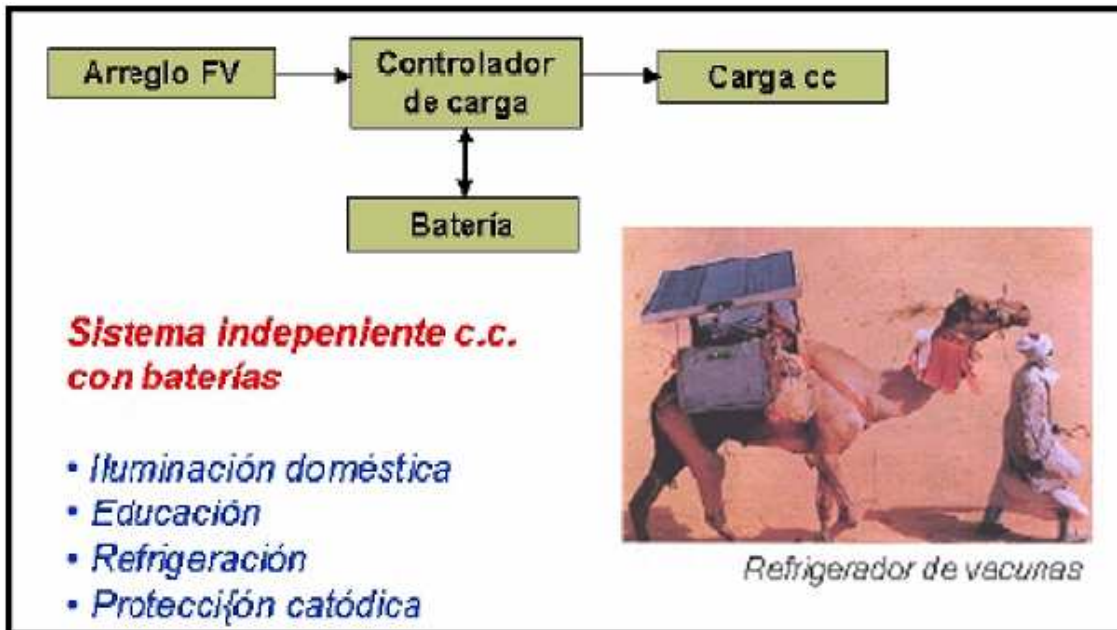 Arreglo FV
Controlador
de carga
Carga cc
Batería
Sistema indepeniente c.c.
con baterías
• Iluminación doméstica
• Educación
• Refrigeración
• Protecci{ón catódica
Refrigerador de vacunas